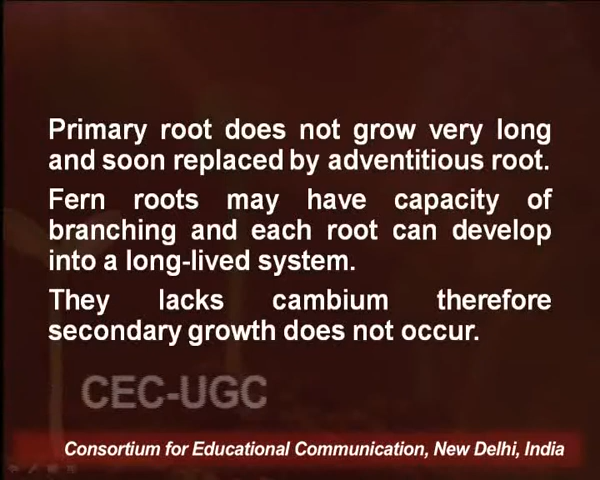 Primary root does not grow very long
and soon replaced by adventitious root.
Fern roots may have capacity of
branching and each root can develop
into a long-lived system.
They lacks cambium therefore
secondary growth does not occur.
CEC-UGC
Consortium for Educational Communication, New Delhi, India